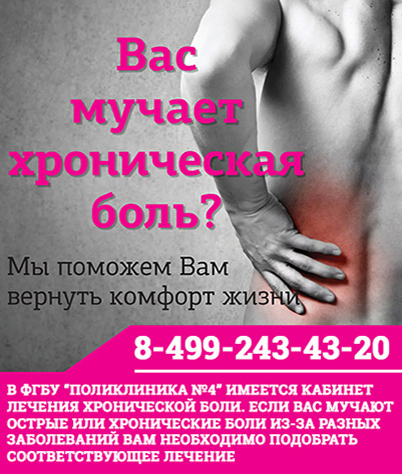 Вас
мучает
хроническая
боль?
Мы поможем Вам
вернуть комфорт жизни
8-499-243-43-20
В ФГБУ "ПОЛИКЛИНИКА №4" ИМЕЕТСЯ КАБИНЕТ
ЛЕЧЕНИЯ ХРОНИЧЕСКОЙ БОЛИ. ЕСЛИ ВАС МУЧАЮТ
ОСТРЫЕ ИЛИ ХРОНИЧЕСКИЕ БОЛИ ИЗ-ЗА РАЗНЫХ
ЗАБОЛЕВАНИЙ ВАМ НЕОБХОДИМО ПОДОБРАТЬ
СООТВЕТСТВУЮЩЕЕ ЛЕЧЕНИЕ